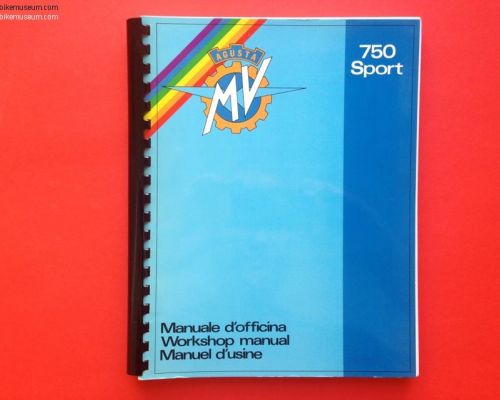 bikemuseum.com
bikemuseum.com
AGUSTA
MV
750
Sport
Manuale d'officina
Workshop manual
Manuel d'usine